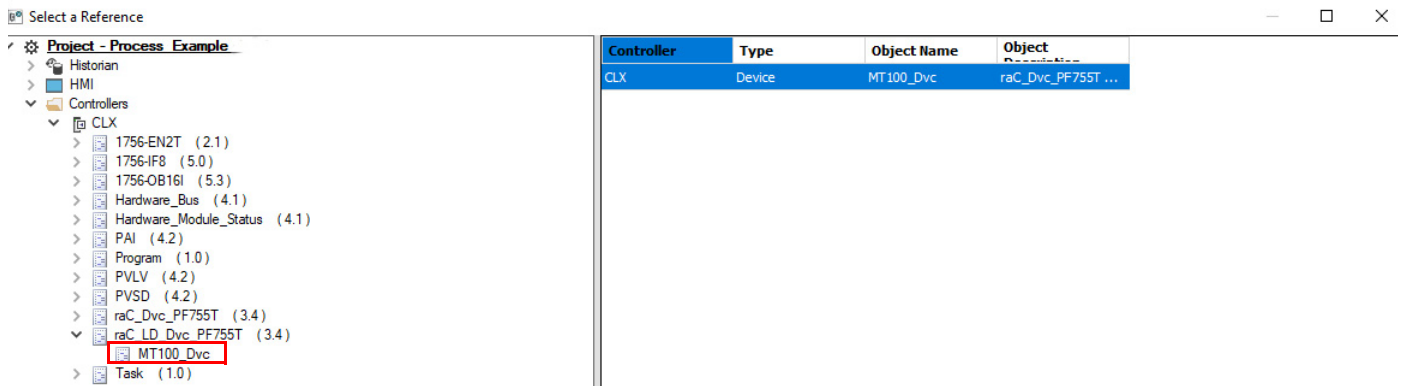 Select a Reference
Project - Process_Example
Historian
HMI
Controllers
CLX
1756-EN2T (2.1)
1756-IF8 (5.0)
1756-OB16I (5.3)
Hardware_Bus (4.1)
Hardware_Module_Status (4.1)
PAI (4.2)
Program (1.0)
PVLV (4.2)
PVSD (4.2)
raC_Dvc_PF755T (3.4)
raC_LD_Dvc_PF755T (3.4)
MT100_Dvc
Task (1.0)
Controller Type Object Name Object
CLX Device MT100_Dvc raC_Dvc_PF755T ...